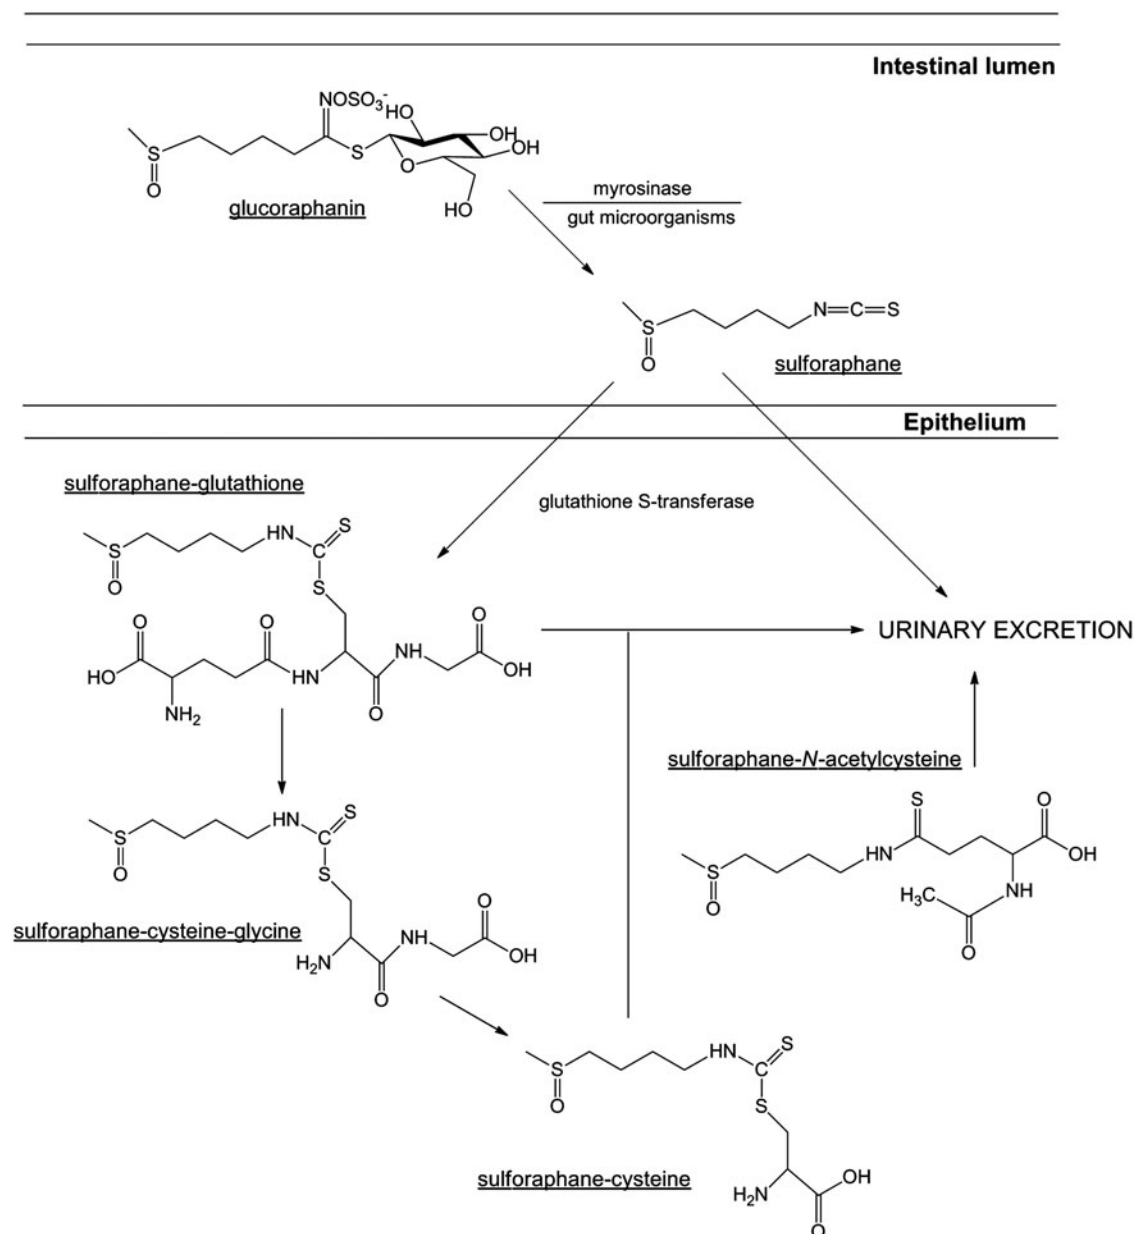 Intestinal lumen
NOSO3-
HO
OH
OH
S
S
O
O
HO
glucoraphanin
myrosinase
gut microorganisms
N=C=S
S
O
sulforaphane
Epithelium
sulforaphane-glutathione
glutathione S-transferase
HN
S
S
C
O
S
O
O
O
URINARY EXCRETION
HO
HN
NH
OH
NH2
O
sulforaphane-N-acetylcysteine
HN
S
S
C
O
S
S
O
HN
OH
S
O
H3C
NH
O
sulforaphane-cysteine-glycine
O
NH
OH
H2N
O
HN
S
S
C
O
S
sulforaphane-cysteine
OH
H2N
O